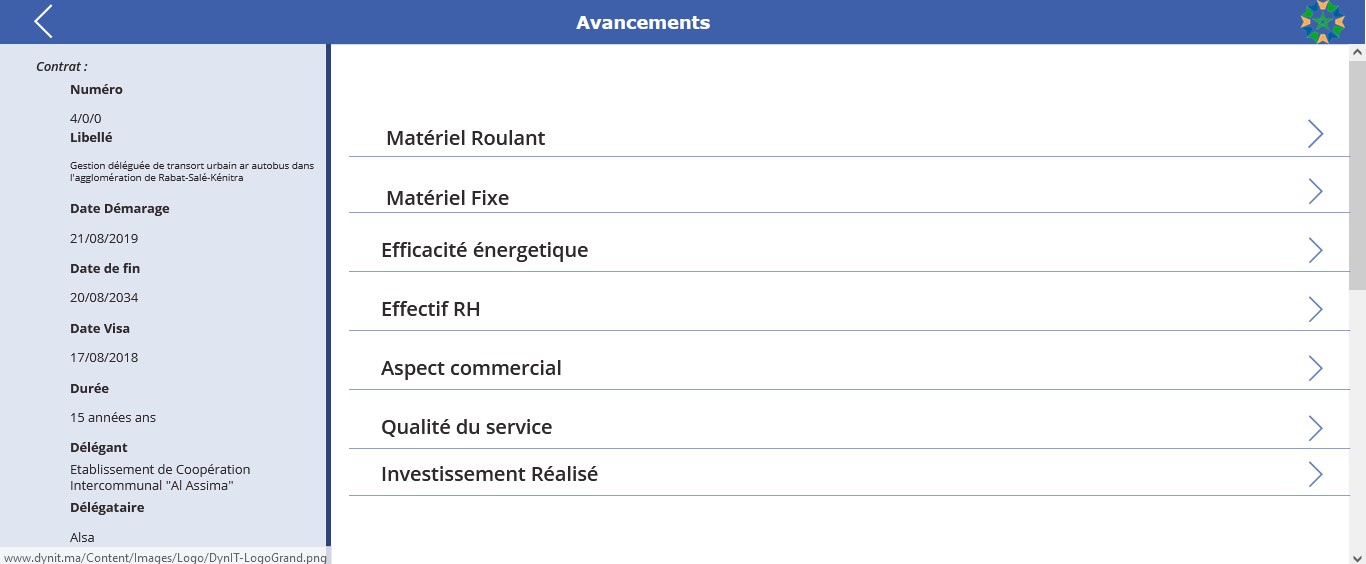 Avancements
Contrat :
Numéro
4/0/0
Libellé
Gestion déléguée de transort urbain ar autobus dans
l'agglomération de Rabat-Salé-Kénitra
Date Démarage
21/08/2019
Date de fin
20/08/2034
Date Visa
17/08/2018
Durée
15 années ans
Délégant
Etablissement de Coopération
Intercommunal "Al Assima"
Délégataire
Alsa
www.dynit.ma/Content/Images/Logo/DynIT-LogoGrand.png
Matériel Roulant
Matériel Fixe
Efficacité énergetique
Effectif RH
Aspect commercial
Qualité du service
Investissement Réalisé